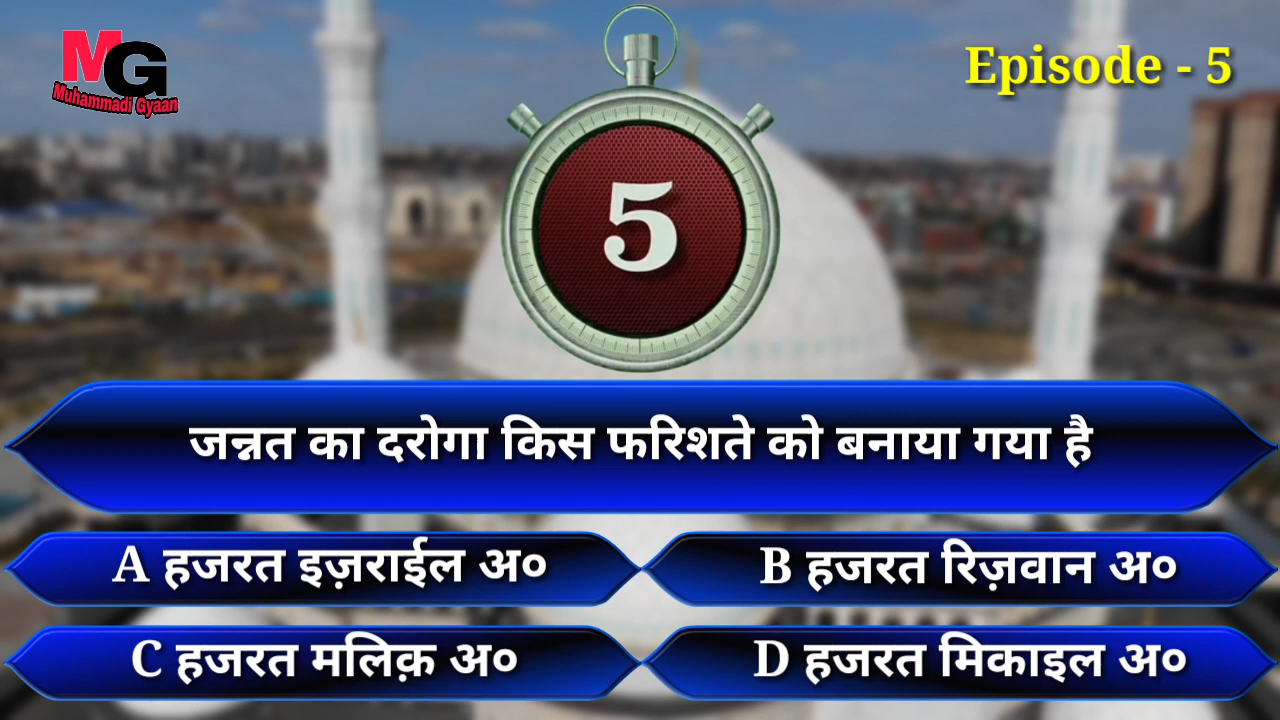 MG
Muhammadi Gyaan
Episode - 5
5
जन्नत का दरोगा किस फरिशते को बनाया गया है
A हजरत इज़राईल अ०
B हजरत रिज़वान अ०
C हजरत मलिक़ अ०
D हजरत मिकाइल अ०